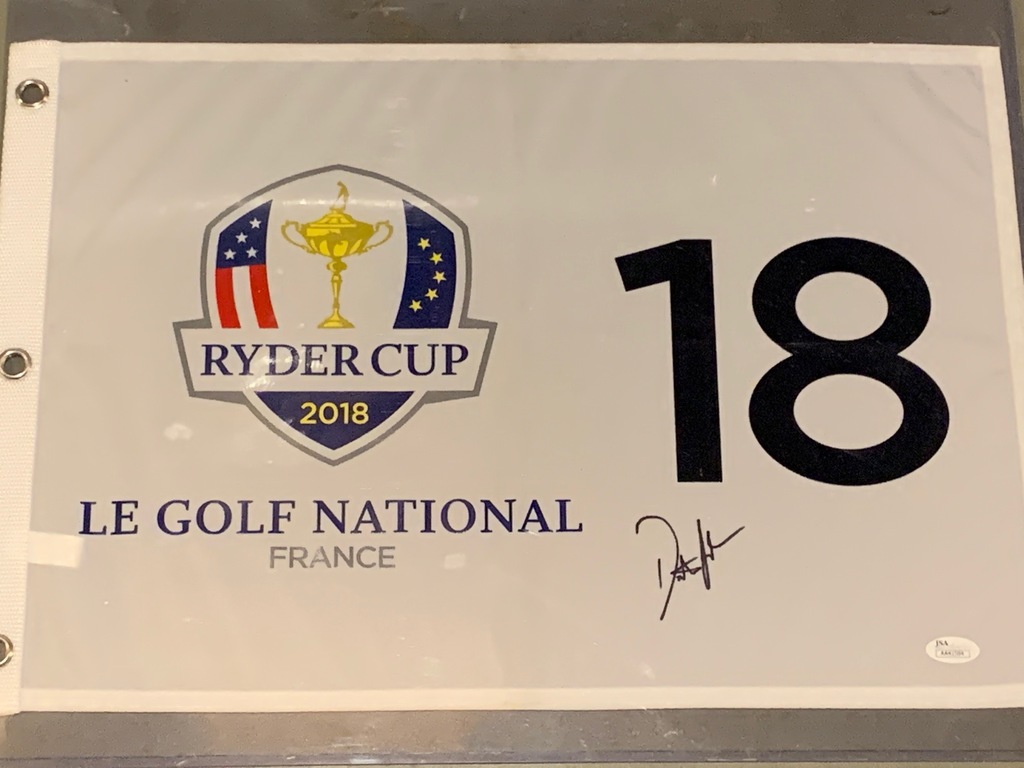 RYDER CUP
2018
LE GOLF NATIONAL
FRANCE
18
JSA